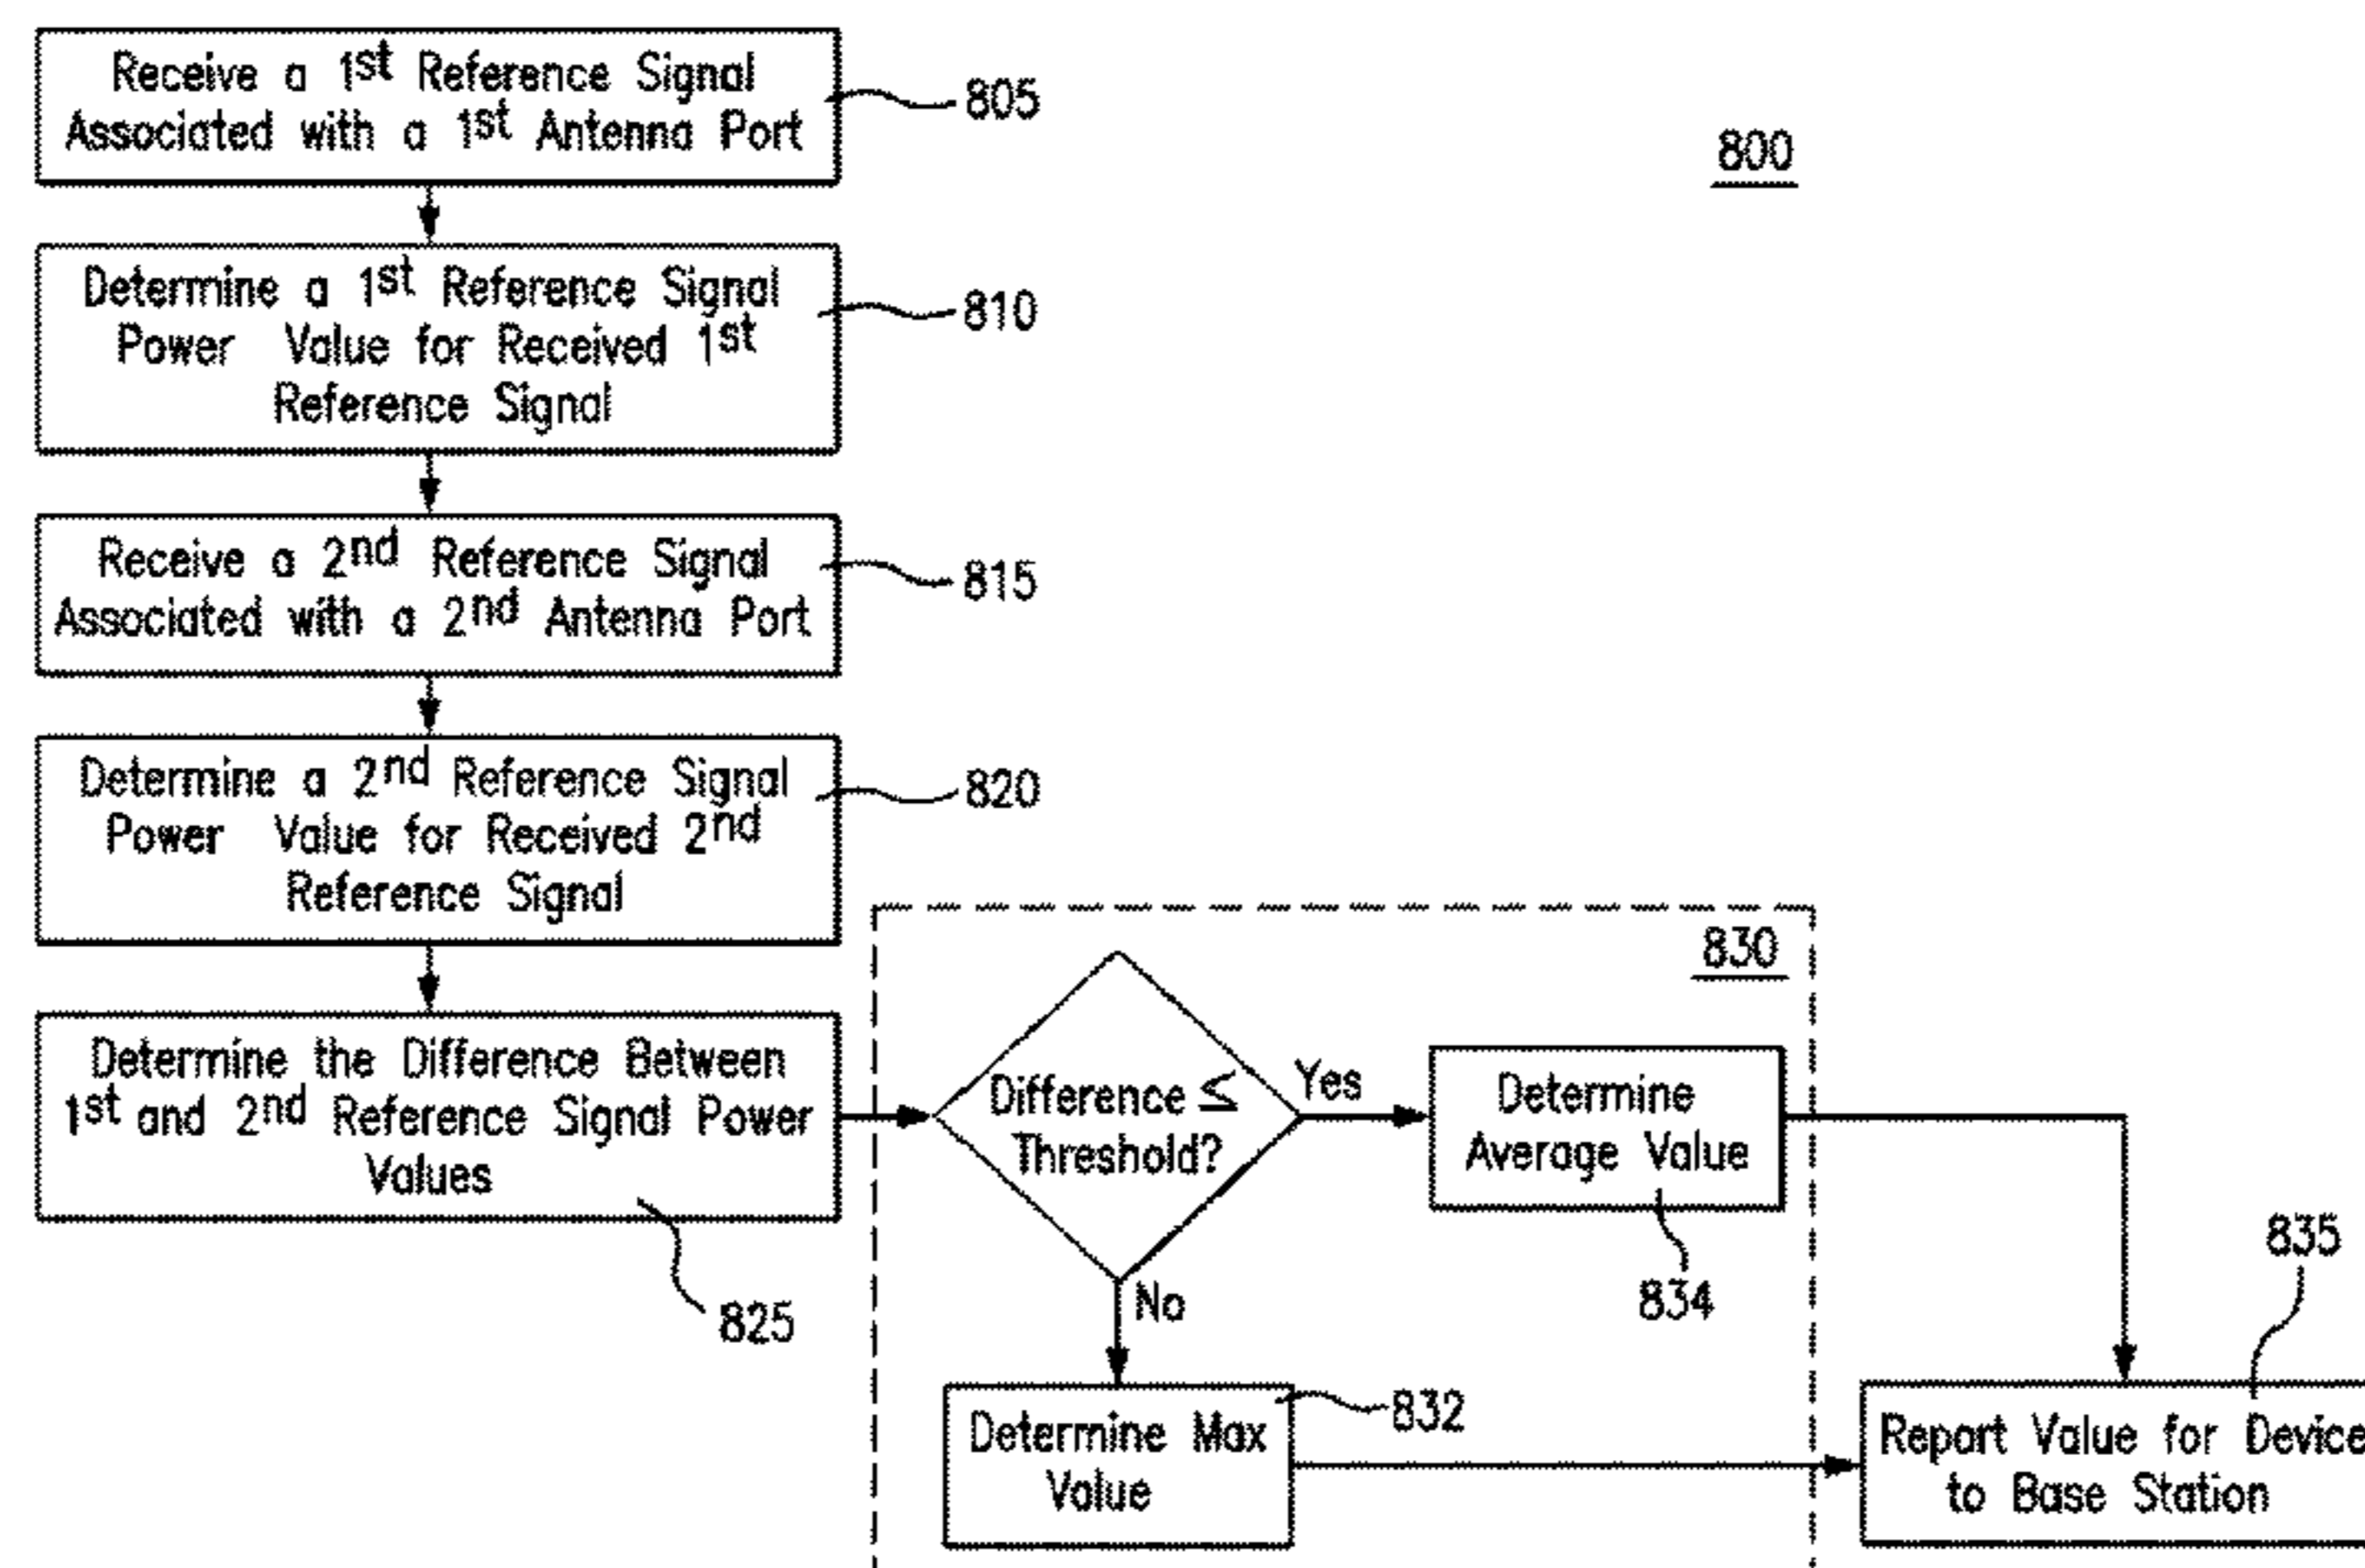 Receive a 1st Reference Signal
Associated with a 1st Antenna Port
805
800
Determine a 1st Reference Signal
Power Value for Received 1st
Reference Signal
810
Receive a 2nd Reference Signal
Associated with a 2nd Antenna Port
815
Determine a 2nd Reference Signal
Power Value for Received 2nd
Reference Signal
820
830
Determine the Difference Between
1st and 2nd Reference Signal Power
Values
825
Difference ≤
Threshold?
Yes
No
Determine
Average Value
834
Determine Max
Value
832
835
Report Value for Device
to Base Station